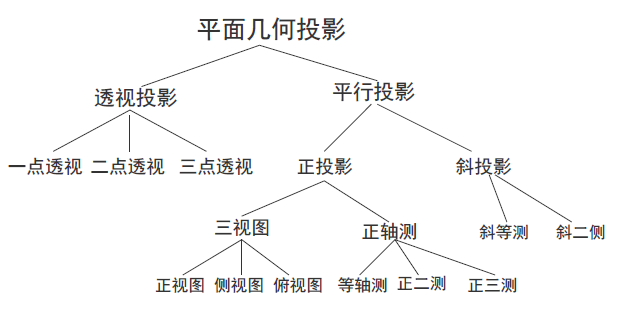 平面几何投影
透视投影
平行投影
一点透视 二点透视 三点透视
正投影
斜投影
三视图
正轴测
斜等测
斜二侧
正视图 侧视图 俯视图
等轴测 正二测 正三测